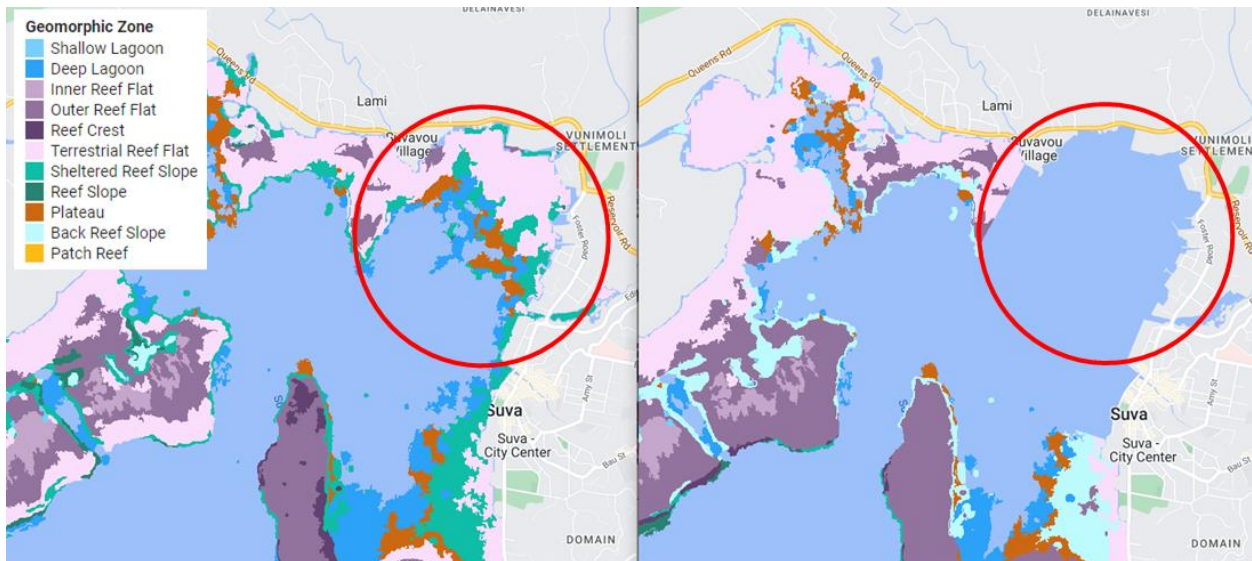 Geomorphic Zone
Shallow Lagoon
Deep Lagoon
Inner Reef Flat
Outer Reef Flat
Reef Crest
Terrestrial Reef Flat
Sheltered Reef Slope
Reef Slope
Plateau
Back Reef Slope
Patch Reef
DELAINAVESI
Queens Rd
Lami
Suvavou
Village
VUNIMOLI
SETTLEMENT
Reservoir Rd
Foster Road
Suva
Suva -
City Center
Amy St
Bau St
DOMAIN
DELAINAVESI
Queens Rd
Lami
Suvavou
Village
VUNIMOLI
SETTLEMENT
Reservoir Rd
Foster Road
Suva
Suva -
City Center
Amy St
Bau St
DOMAIN